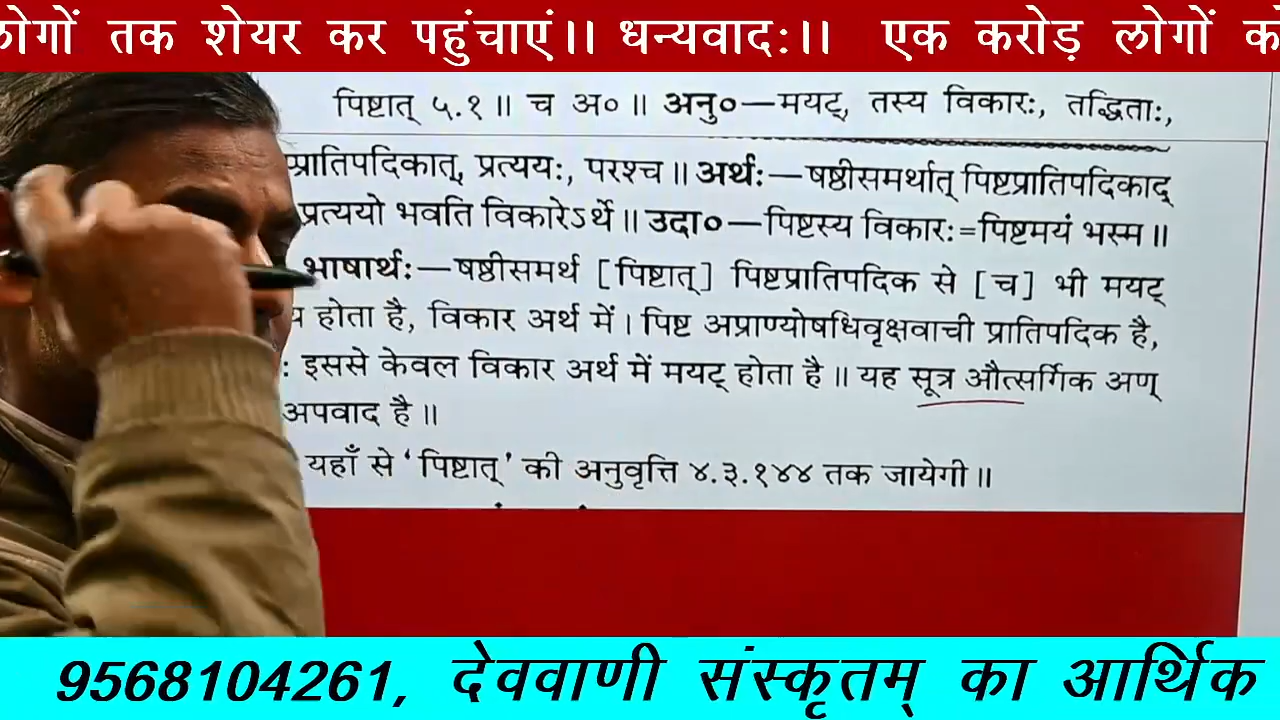 लोगों तक शेयर कर पहुंचाएं।। धन्यवादः।। एक करोड़ लोगों को
पिष्टात् ५.१॥ च अ०॥ अनु०—मयट्, तस्य विकारः, तद्धिताः,
प्रातिपदिकात्, प्रत्ययः, परश्च॥ अर्थः—षष्ठीसमर्थात् पिष्टप्रातिपदिकाद्
प्रत्ययो भवति विकारेऽर्थे॥ उदा०—पिष्टस्य विकारः=पिष्टमयं भस्म॥
भाषार्थः—षष्ठीसमर्थ [पिष्टात्] पिष्टप्रातिपदिक से [च] भी मयट्
होता है, विकार अर्थ में। पिष्ट अप्राण्योषधिवृक्षवाची प्रातिपदिक है,
: इससे केवल विकार अर्थ में मयट् होता है॥ यह सूत्र औत्सर्गिक अण्
अपवाद है॥
यहाँ से 'पिष्टात्' की अनुवृत्ति ४.३.१४४ तक जायेगी॥
9568104261, देववाणी संस्कृतम् का आर्थिक